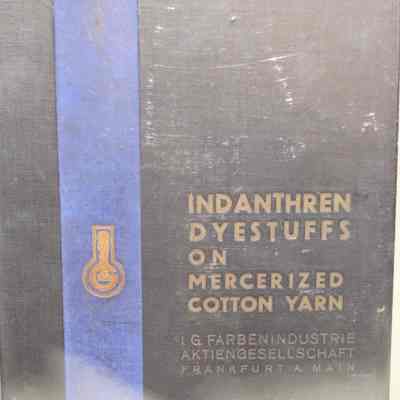 INDANTHREN
DYESTUFFS
ON
MERCERIZED
COTTON YARN
I. G. FARBENINDUSTRIE
AKTIENGESELLSCHAFT
FRANKFURT A. MAIN